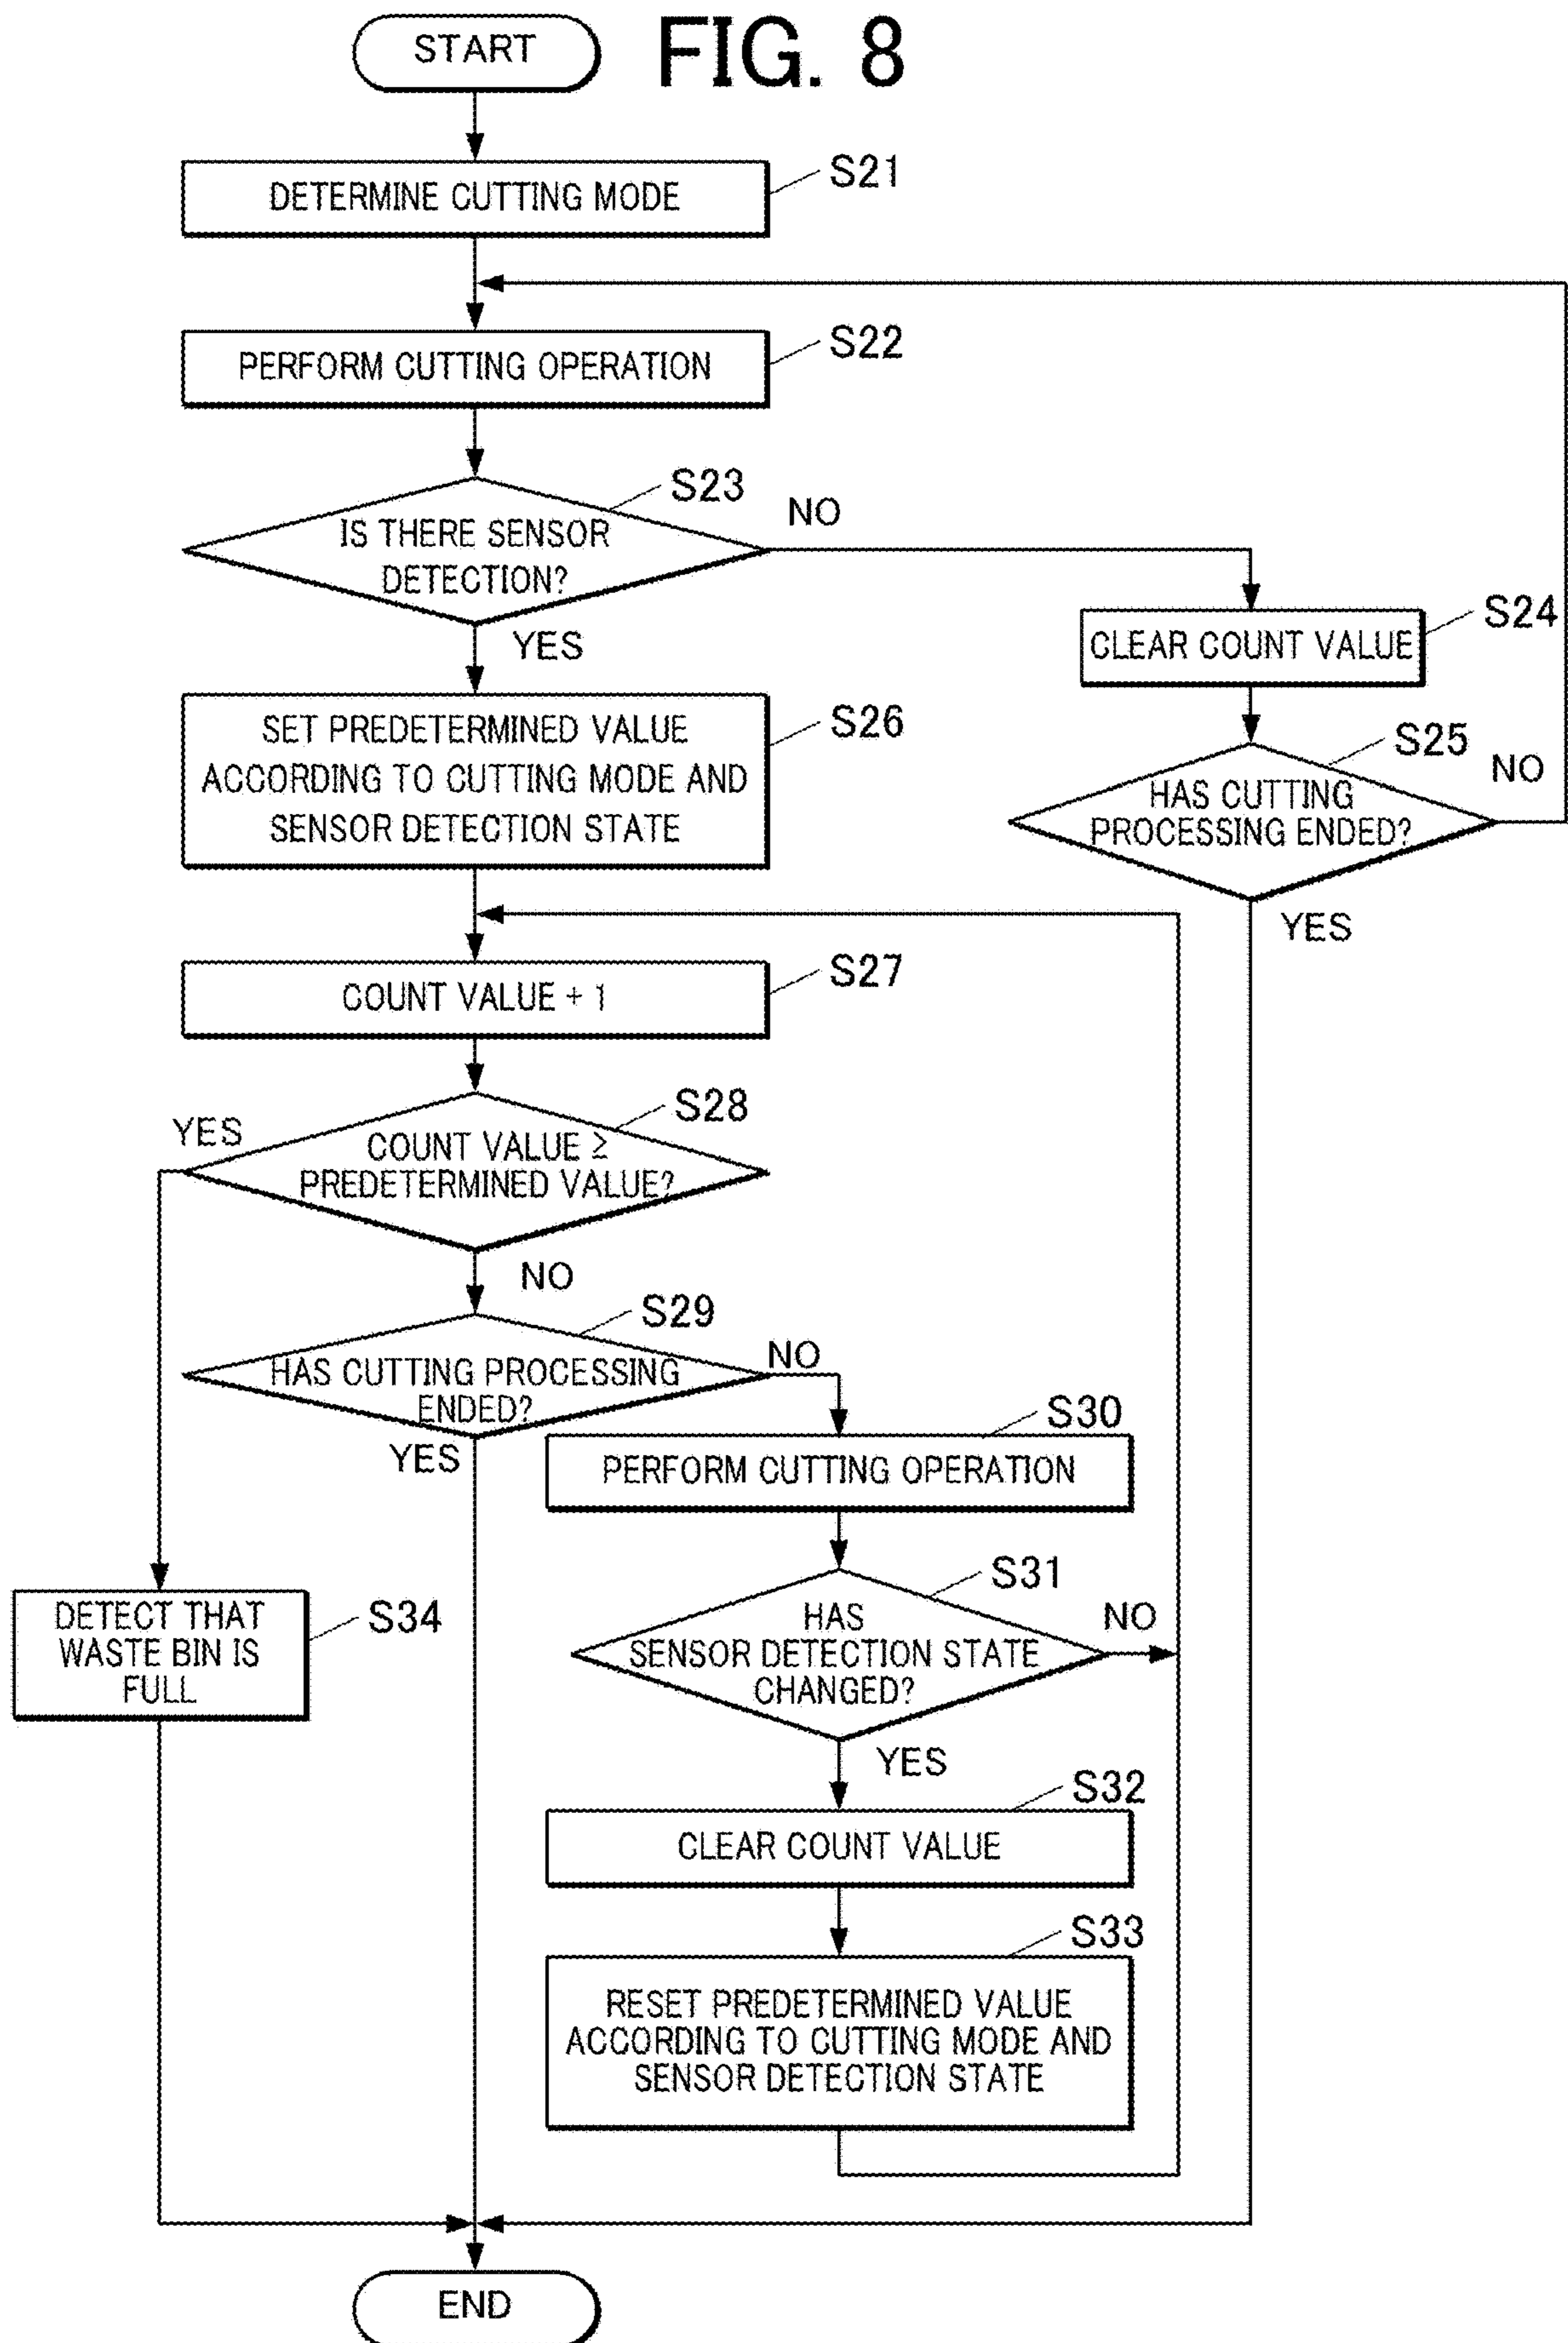 START
FIG. 8
S21
DETERMINE CUTTING MODE
S22
PERFORM CUTTING OPERATION
S23
NO
IS THERE SENSOR
DETECTION?
YES
S24
CLEAR COUNT VALUE
S25
NO
HAS CUTTING
PROCESSING ENDED?
YES
S26
SET PREDETERMINED VALUE
ACCORDING TO CUTTING MODE AND
SENSOR DETECTION STATE
S27
COUNT VALUE + 1
S28
YES
COUNT VALUE ≥
PREDETERMINED VALUE?
NO
S29
NO
HAS CUTTING PROCESSING
ENDED?
YES
S30
PERFORM CUTTING OPERATION
S31
NO
HAS
SENSOR DETECTION STATE
CHANGED?
YES
S34
DETECT THAT
WASTE BIN IS
FULL
S32
CLEAR COUNT VALUE
S33
RESET PREDETERMINED VALUE
ACCORDING TO CUTTING MODE AND
SENSOR DETECTION STATE
END